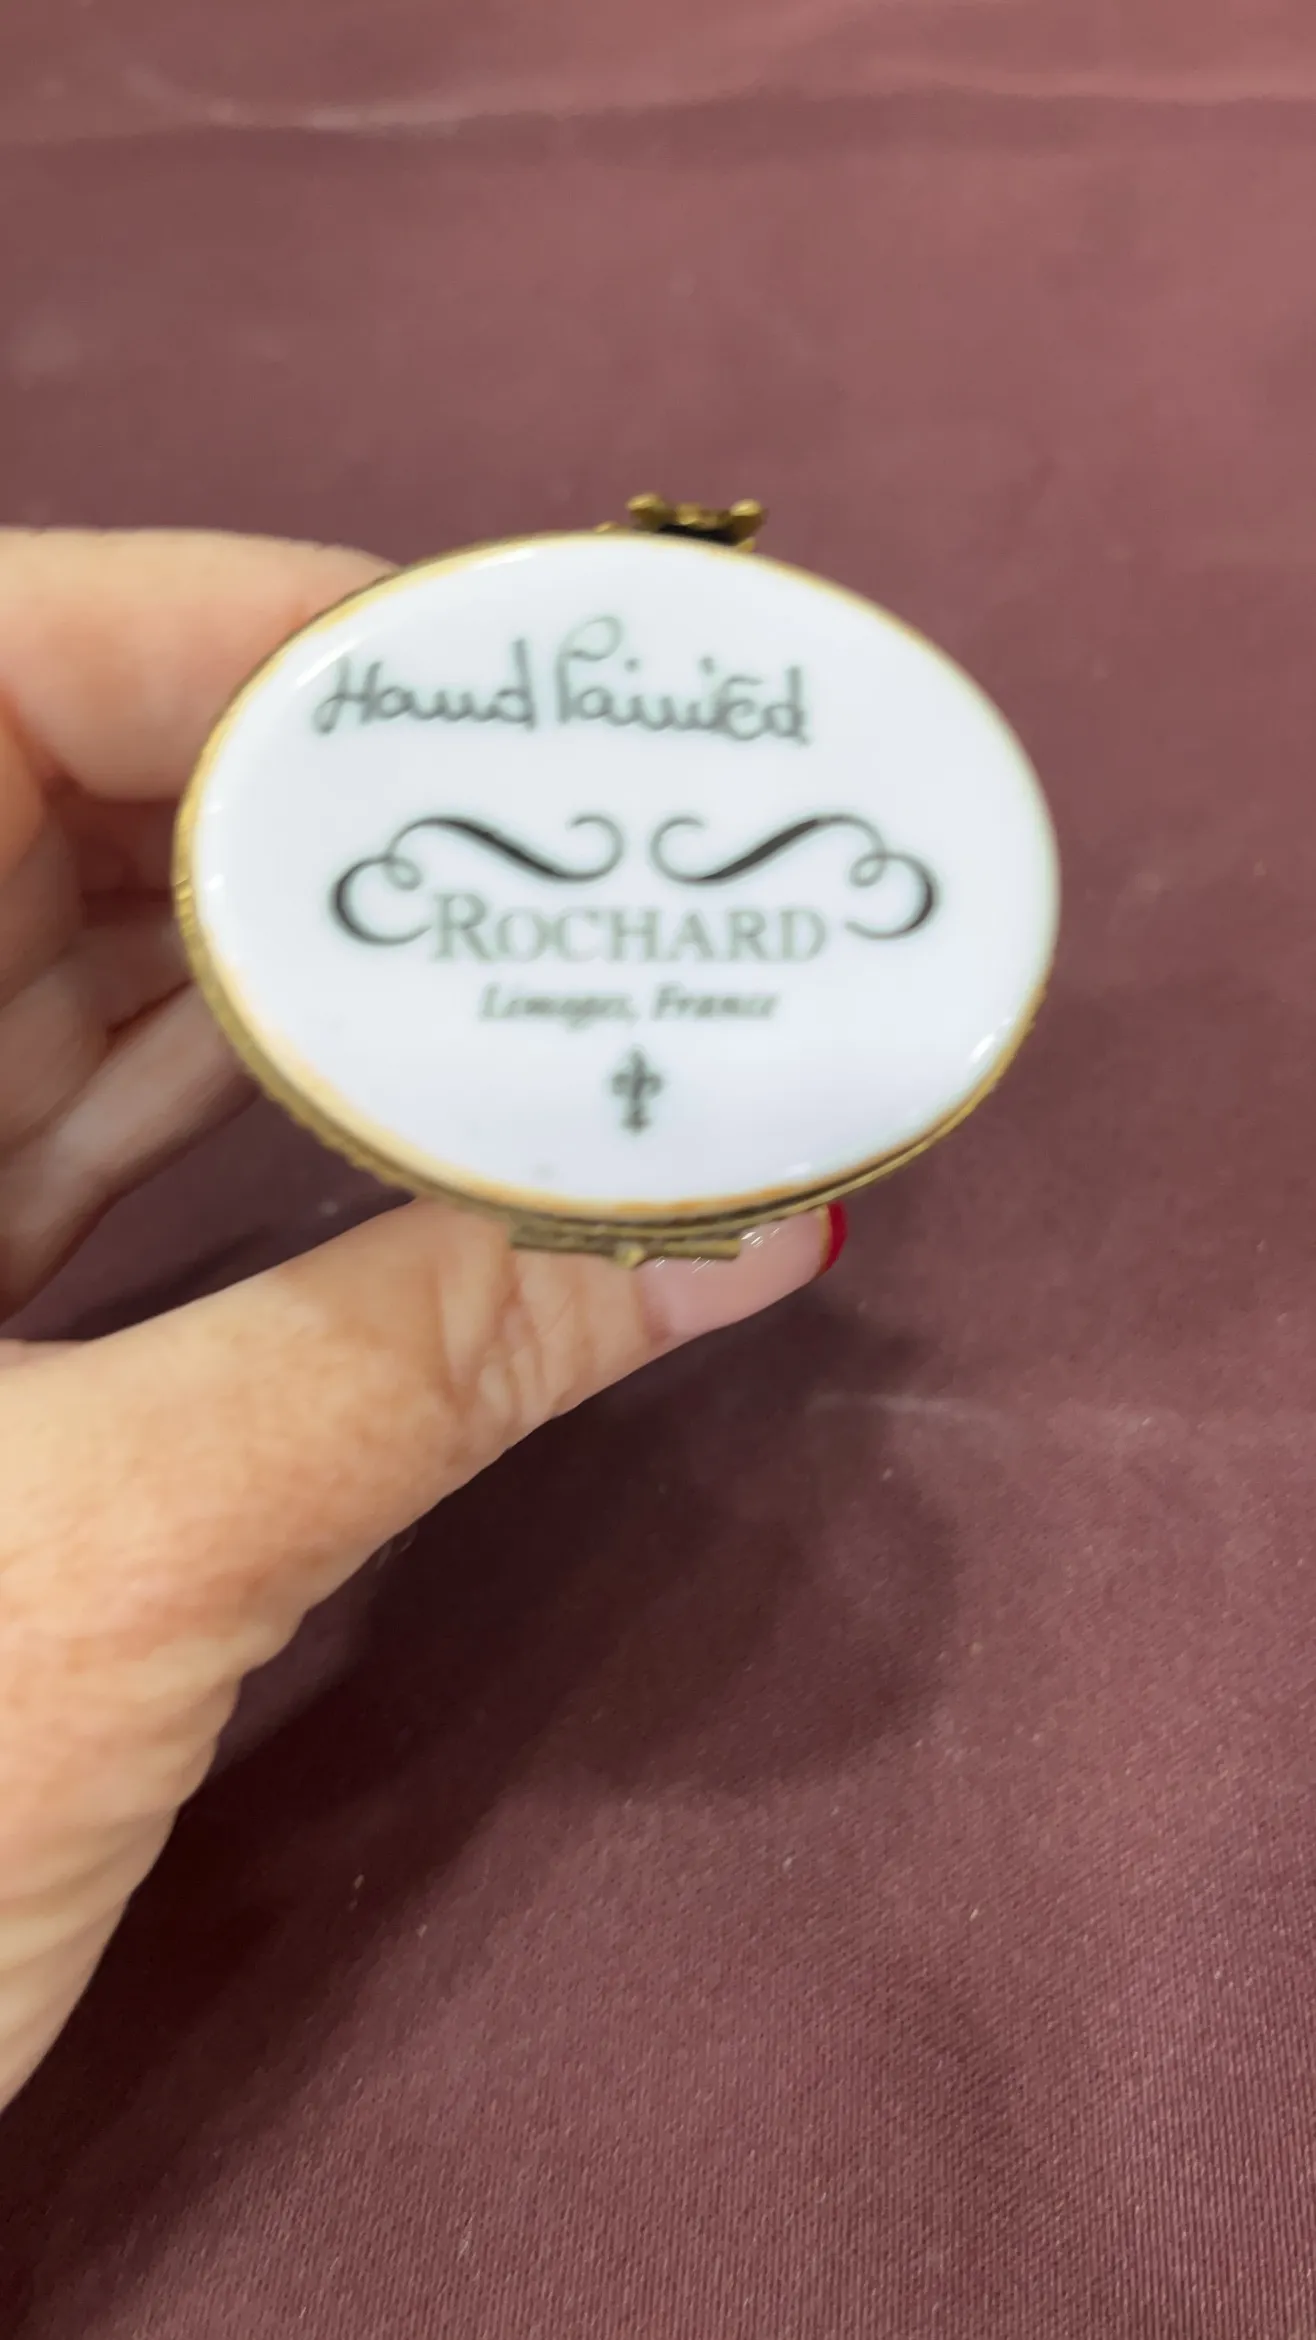 Hand Painted
ROCHARD
Limoges, France